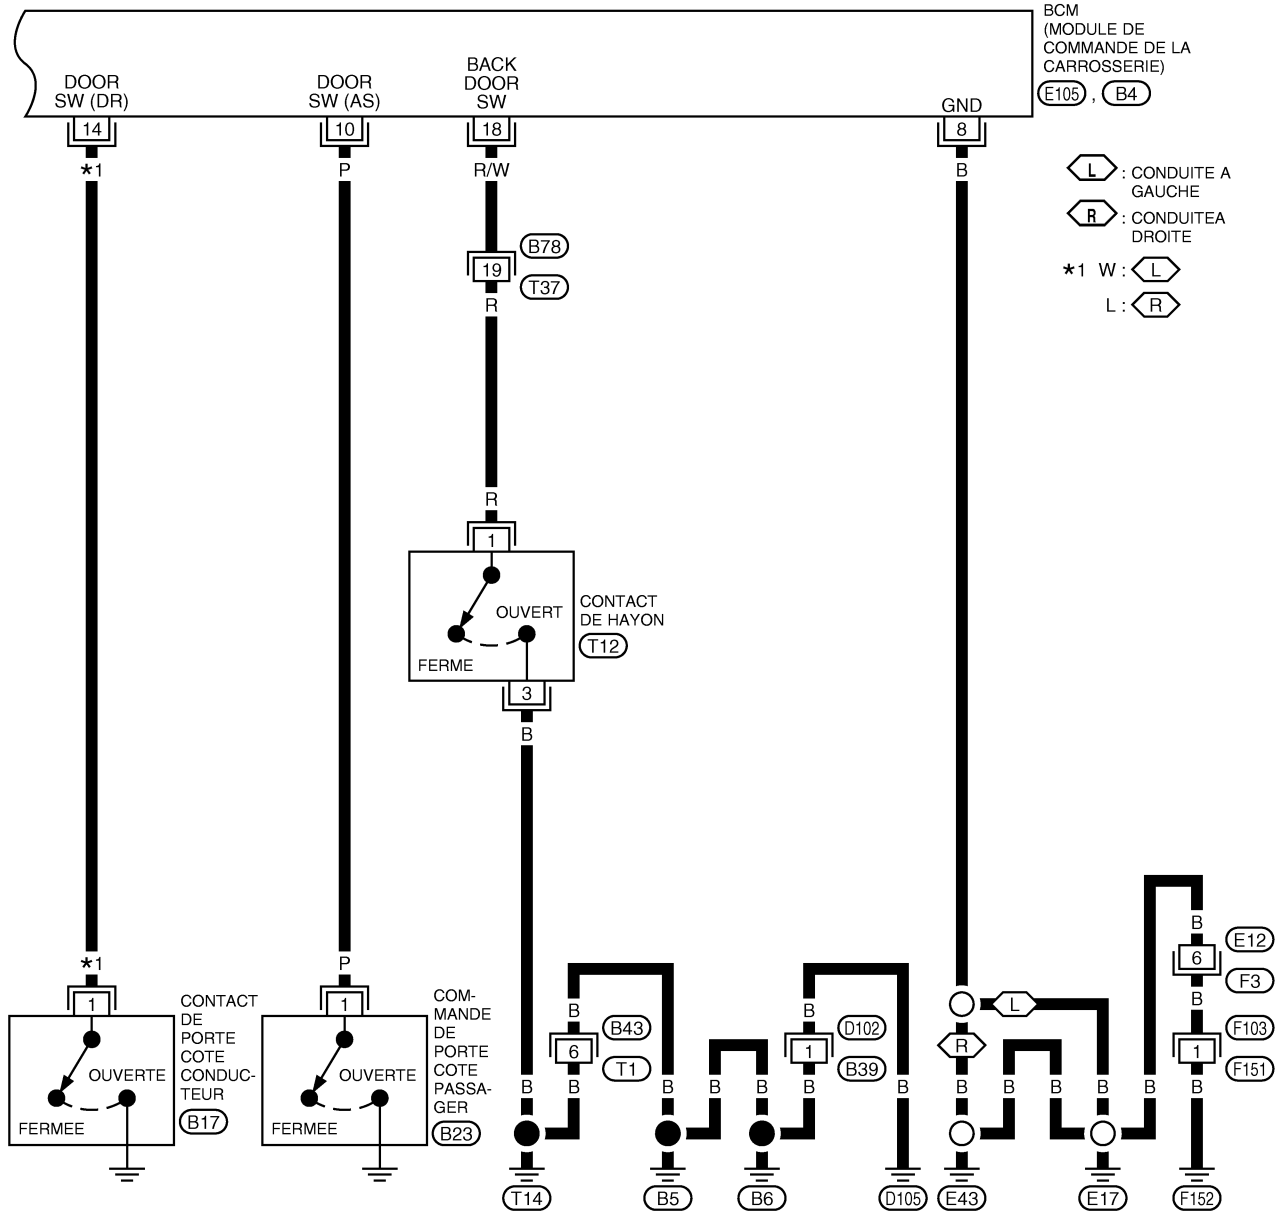 BCM
(MODULE DE
COMMANDE DE LA
CARROSSERIE)
E105 , B4
DOOR
SW (DR)
DOOR
SW (AS)
BACK
DOOR
SW
GND
14
10
18
8
*1
P
R/W
B
L : CONDUITE A
GAUCHE
R : CONDUITEA
DROITE
*1 W : L
L : R
B78
19
T37
R
R
1
OUVERT
FERME
CONTACT
DE HAYON
T12
3
B
*1
P
1
OUVERTE
FERMEE
CONTACT
DE
PORTE
COTE
CONDUC-
TEUR
B17
1
OUVERTE
FERMEE
COM-
MANDE
DE
PORTE
COTE
PASSA-
GER
B23
B
B43
6
T1
B
D102
1
B39
L
R
B
E12
6
F3
B
F103
1
F151
B
B
B
B
B
B
B
B
B
B
B
B
T14
B5
B6
D105
E43
E17
F152